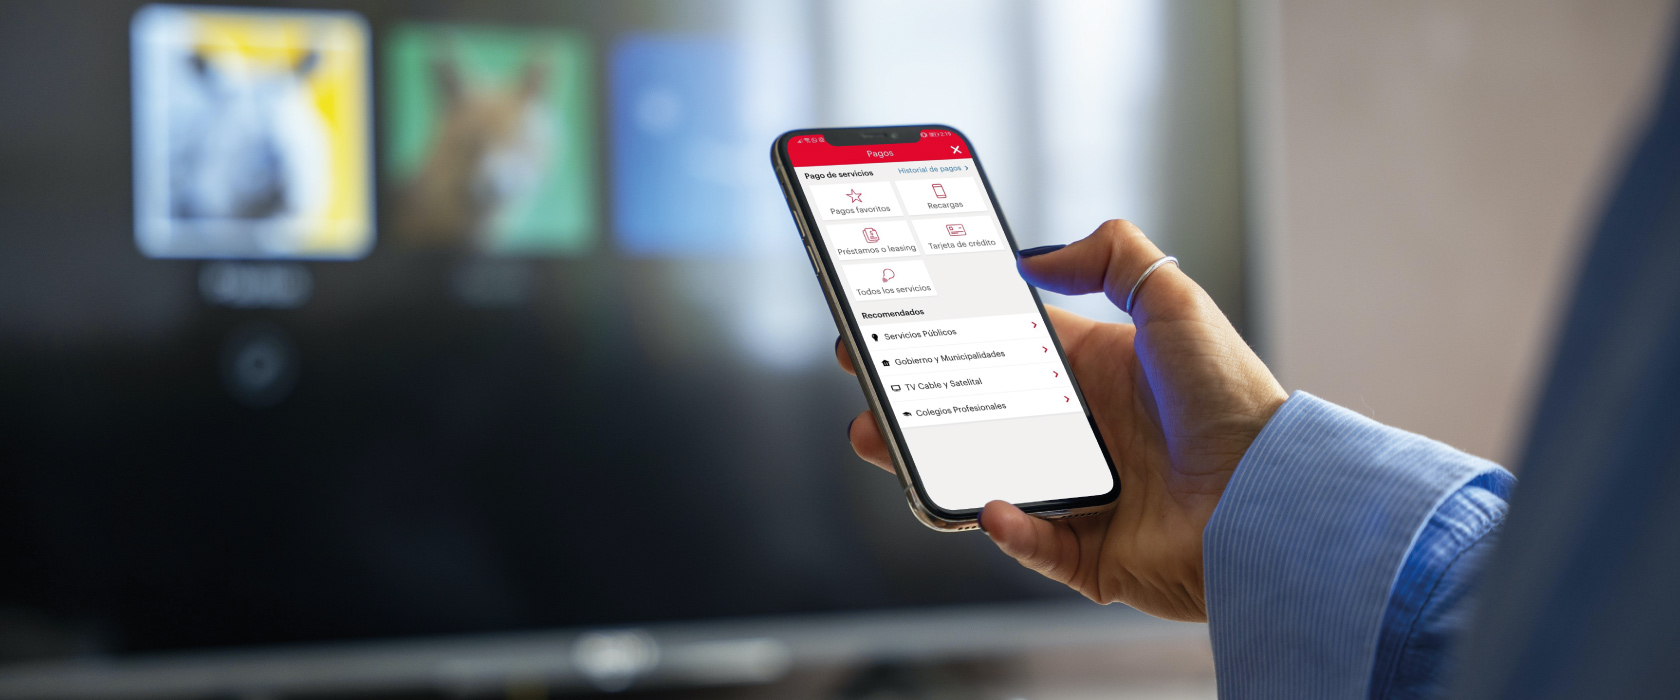 Pagos
Pago de servicios
Historial de pagos
Pagos favoritos
Recargas
Préstamos o leasing
Tarjeta de crédito
Todos los servicios
Recomendados
Servicios Públicos
Gobierno y Municipalidades
TV Cable y Satelital
Colegios Profesionales